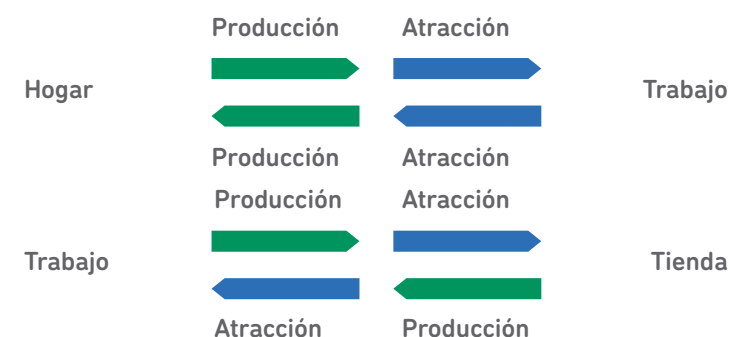 Producción Atracción
Hogar Trabajo
Producción Atracción
Producción Atracción
Trabajo Tienda
Atracción Producción